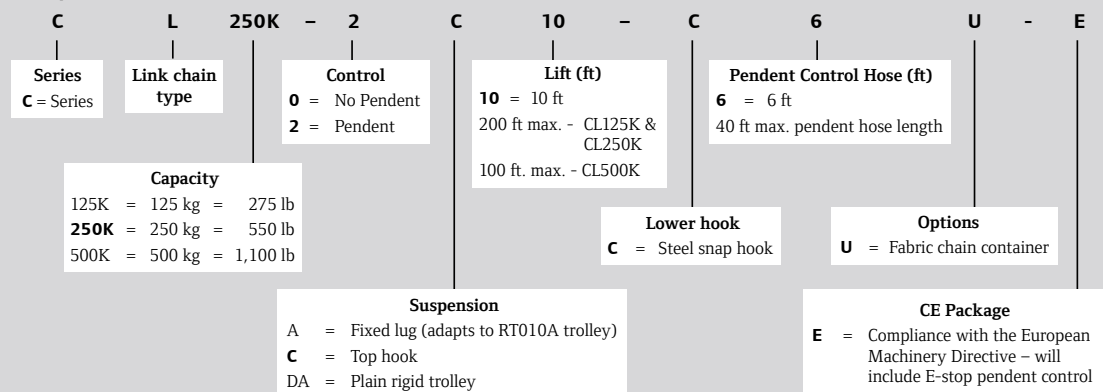 C L 250K – 2 C 10 – C 6 U - E
Series
C = Series
Link chain
type
Control
0 = No Pendent
2 = Pendent
Lift (ft)
10 = 10 ft
200 ft max. - CL125K &
CL250K
100 ft. max. - CL500K
Pendent Control Hose (ft)
6 = 6 ft
40 ft max. pendent hose length
Capacity
125K = 125 kg = 275 lb
250K = 250 kg = 550 lb
500K = 500 kg = 1,100 lb
Lower hook
C = Steel snap hook
Options
U = Fabric chain container
Suspension
A = Fixed lug (adapts to RT010A trolley)
C = Top hook
DA = Plain rigid trolley
CE Package
E = Compliance with the European
Machinery Directive – will
include E-stop pendent control